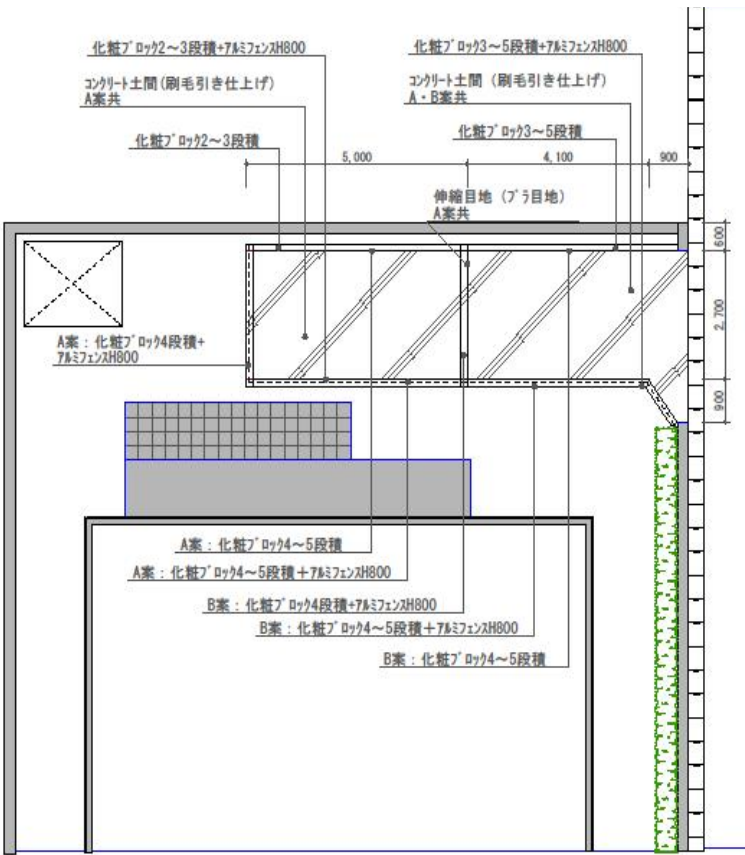 化粧ブロック2～3段積+アルミフェンスH800
化粧ブロック3～5段積+アルミフェンスH800
コンクリート土間(刷毛引き仕上げ)
A案共
コンクリート土間（刷毛引き仕上げ）
A・B案共
化粧ブロック2～3段積
化粧ブロック3～5段積
5,000
4,100
900
伸縮目地（プラ目地）
A案共
600
2,700
900
A案：化粧ブロック4段積+
アルミフェンスH800
A案：化粧ブロック4～5段積
A案：化粧ブロック4～5段積＋アルミフェンスH800
B案：化粧ブロック4段積+アルミフェンスH800
B案：化粧ブロック4～5段積＋アルミフェンスH800
B案：化粧ブロック4～5段積